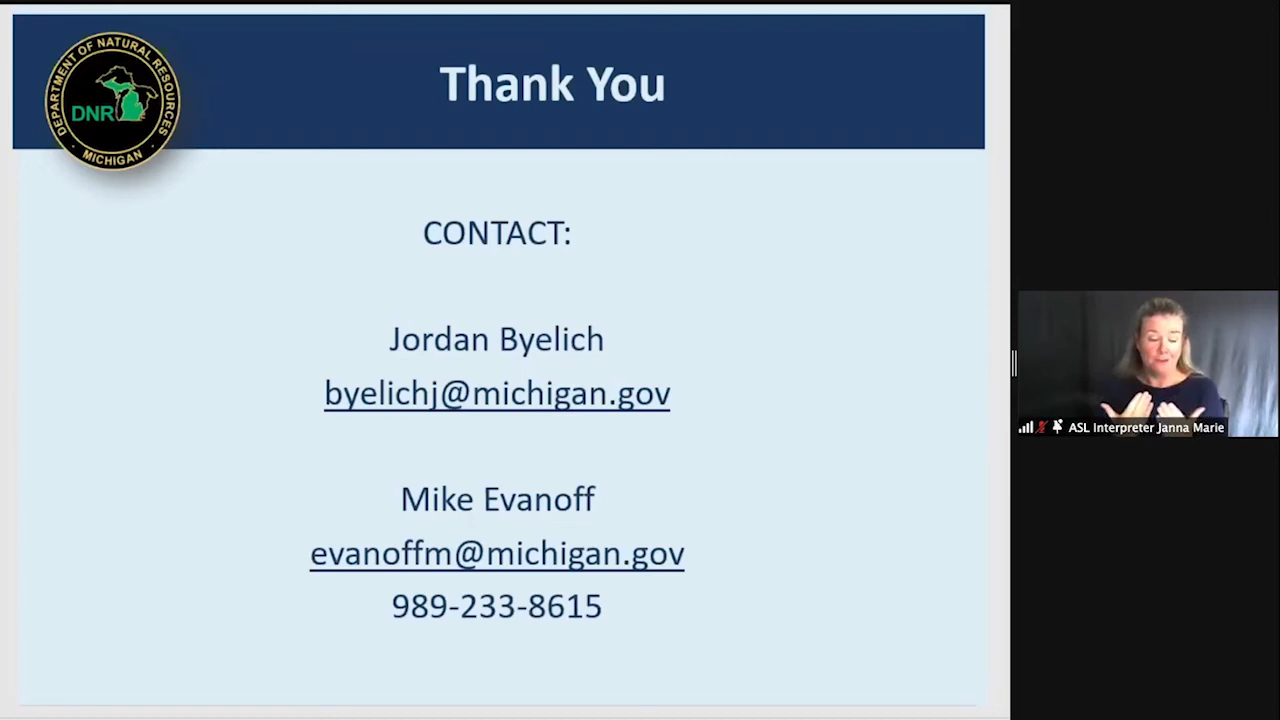 DEPARTMENT OF NATURAL RESOURCES
DNR
MICHIGAN
Thank You
CONTACT:
Jordan Byelich
byelichj@michigan.gov
Mike Evanoff
evanoffm@michigan.gov
989-233-8615
ASL Interpreter Janna Marie